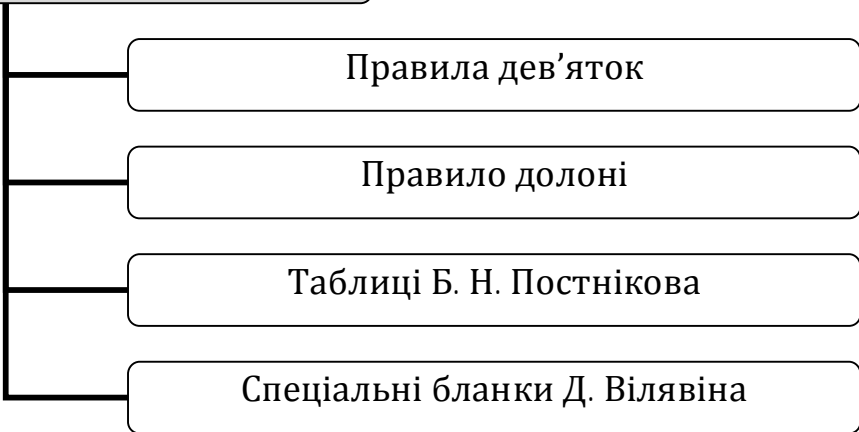 Правила дев’яток
Правило долоні
Таблиці Б. Н. Постнікова
Спеціальні бланки Д. Вілявіна